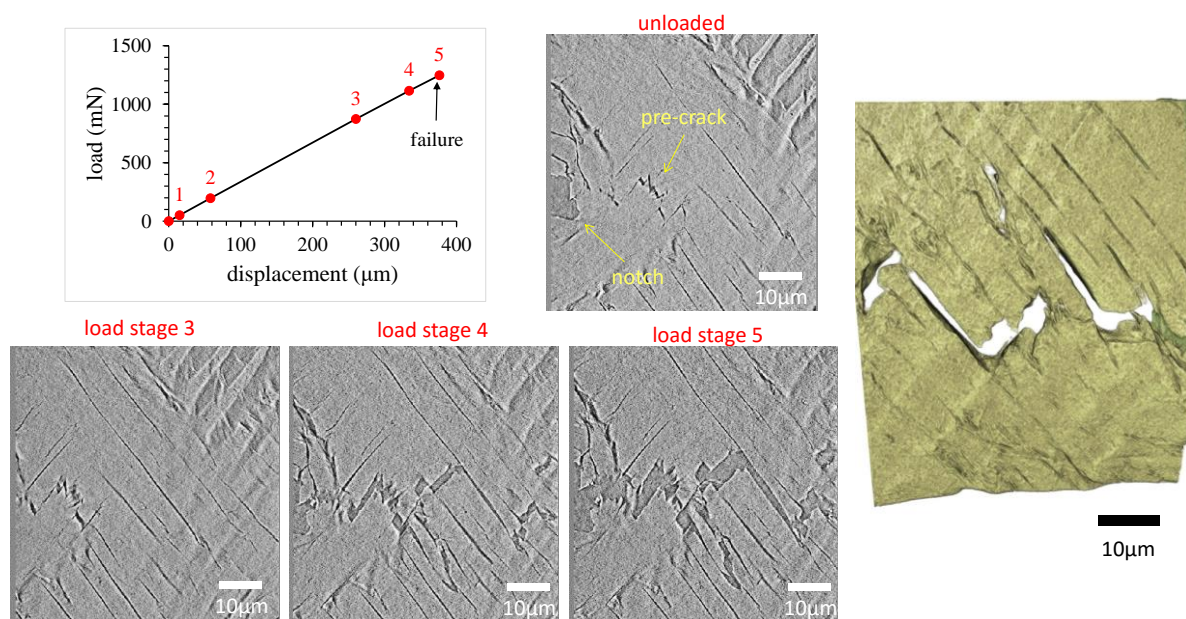 1500
1000
500
0
load (mN)
1
2
3
4
5
failure
0
100
200
300
400
displacement (μm)
unloaded
pre-crack
notch
10μm
load stage 3
10μm
load stage 4
10μm
load stage 5
10μm
10μm